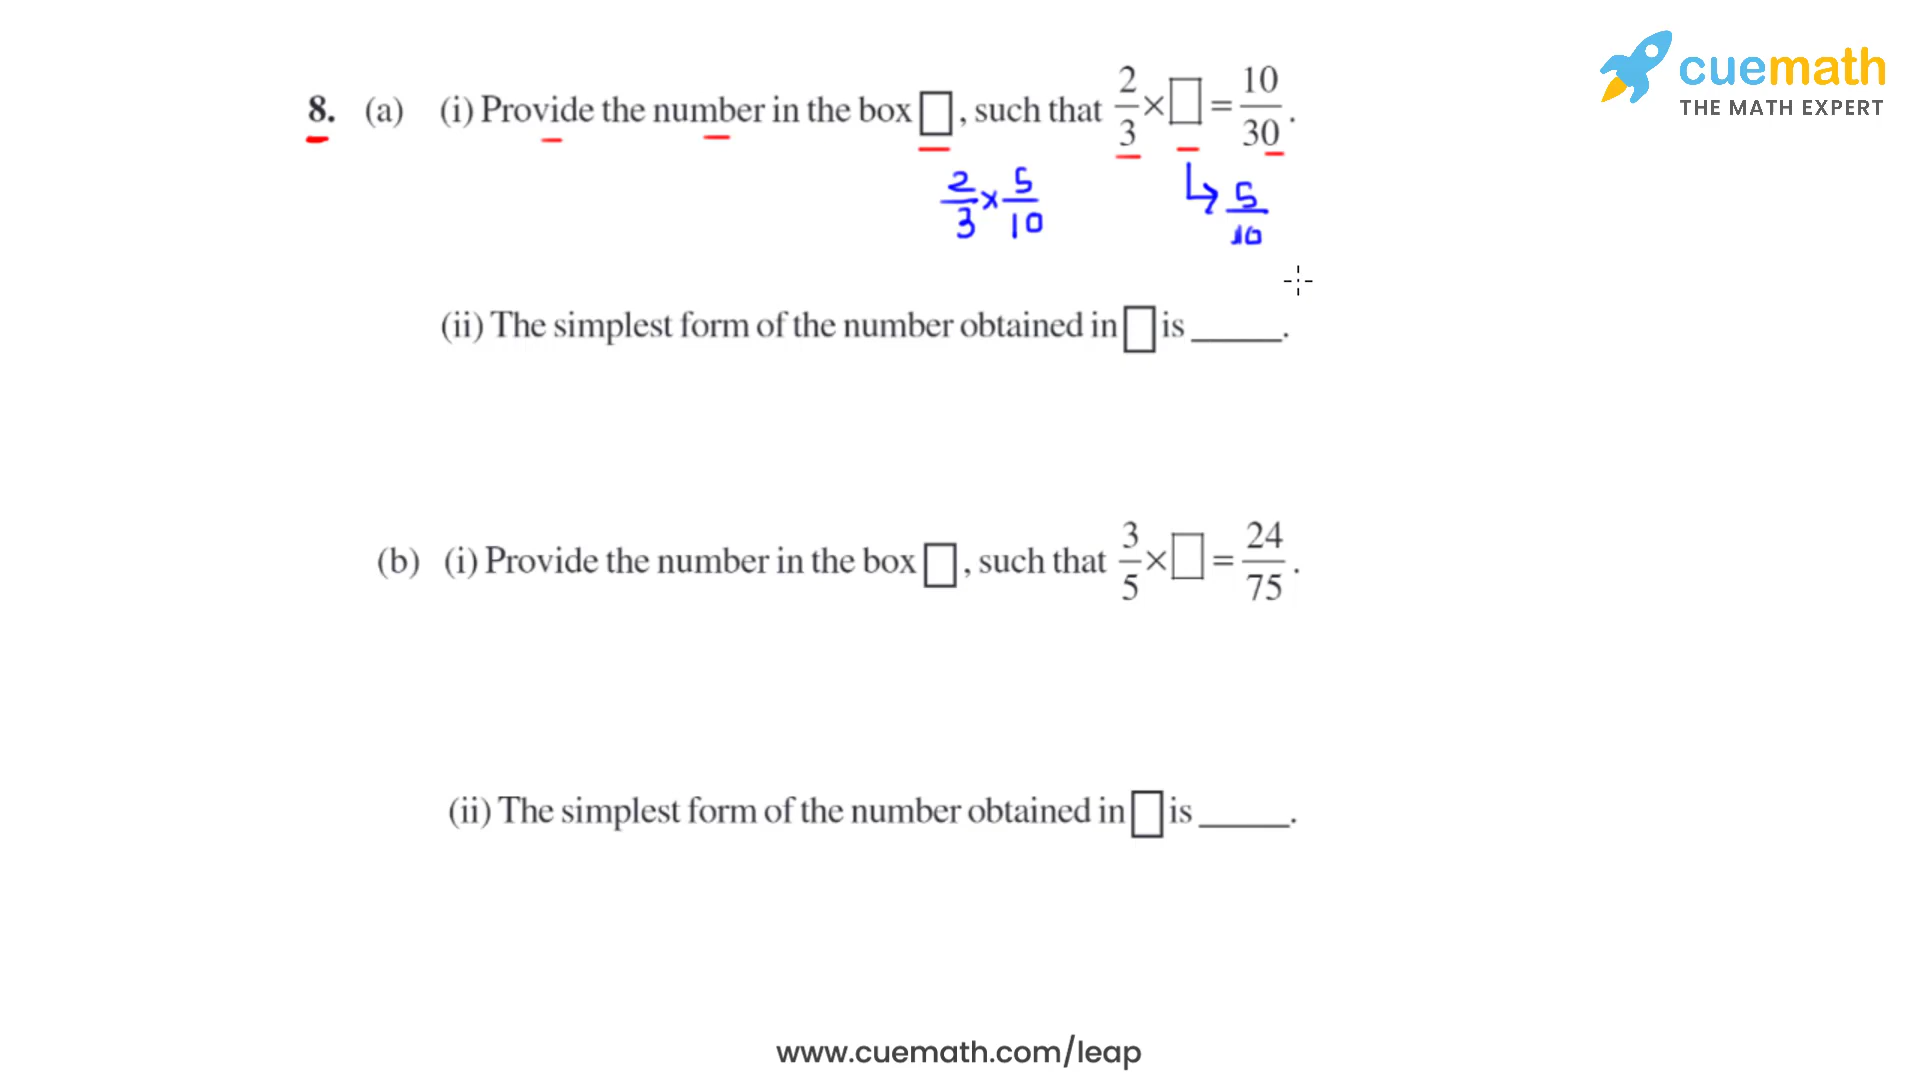 cuemath
THE MATH EXPERT
8. (a) (i) Provide the number in the box □, such that 2/3 × □ = 10/30.
2/3 × 5/10
↳ 5/10
(ii) The simplest form of the number obtained in □ is _____.
(b) (i) Provide the number in the box □, such that 3/5 × □ = 24/75.
(ii) The simplest form of the number obtained in □ is _____.
www.cuemath.com/leap